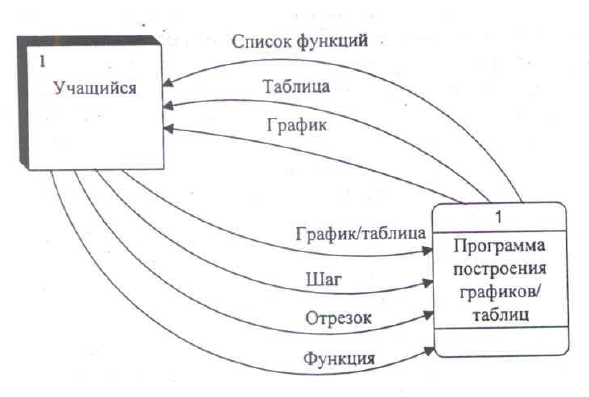 Список функций
1
Учащийся
Таблица
График
1
График/таблица
Программа
построения
графиков/
таблиц
Шаг
Отрезок
Функция